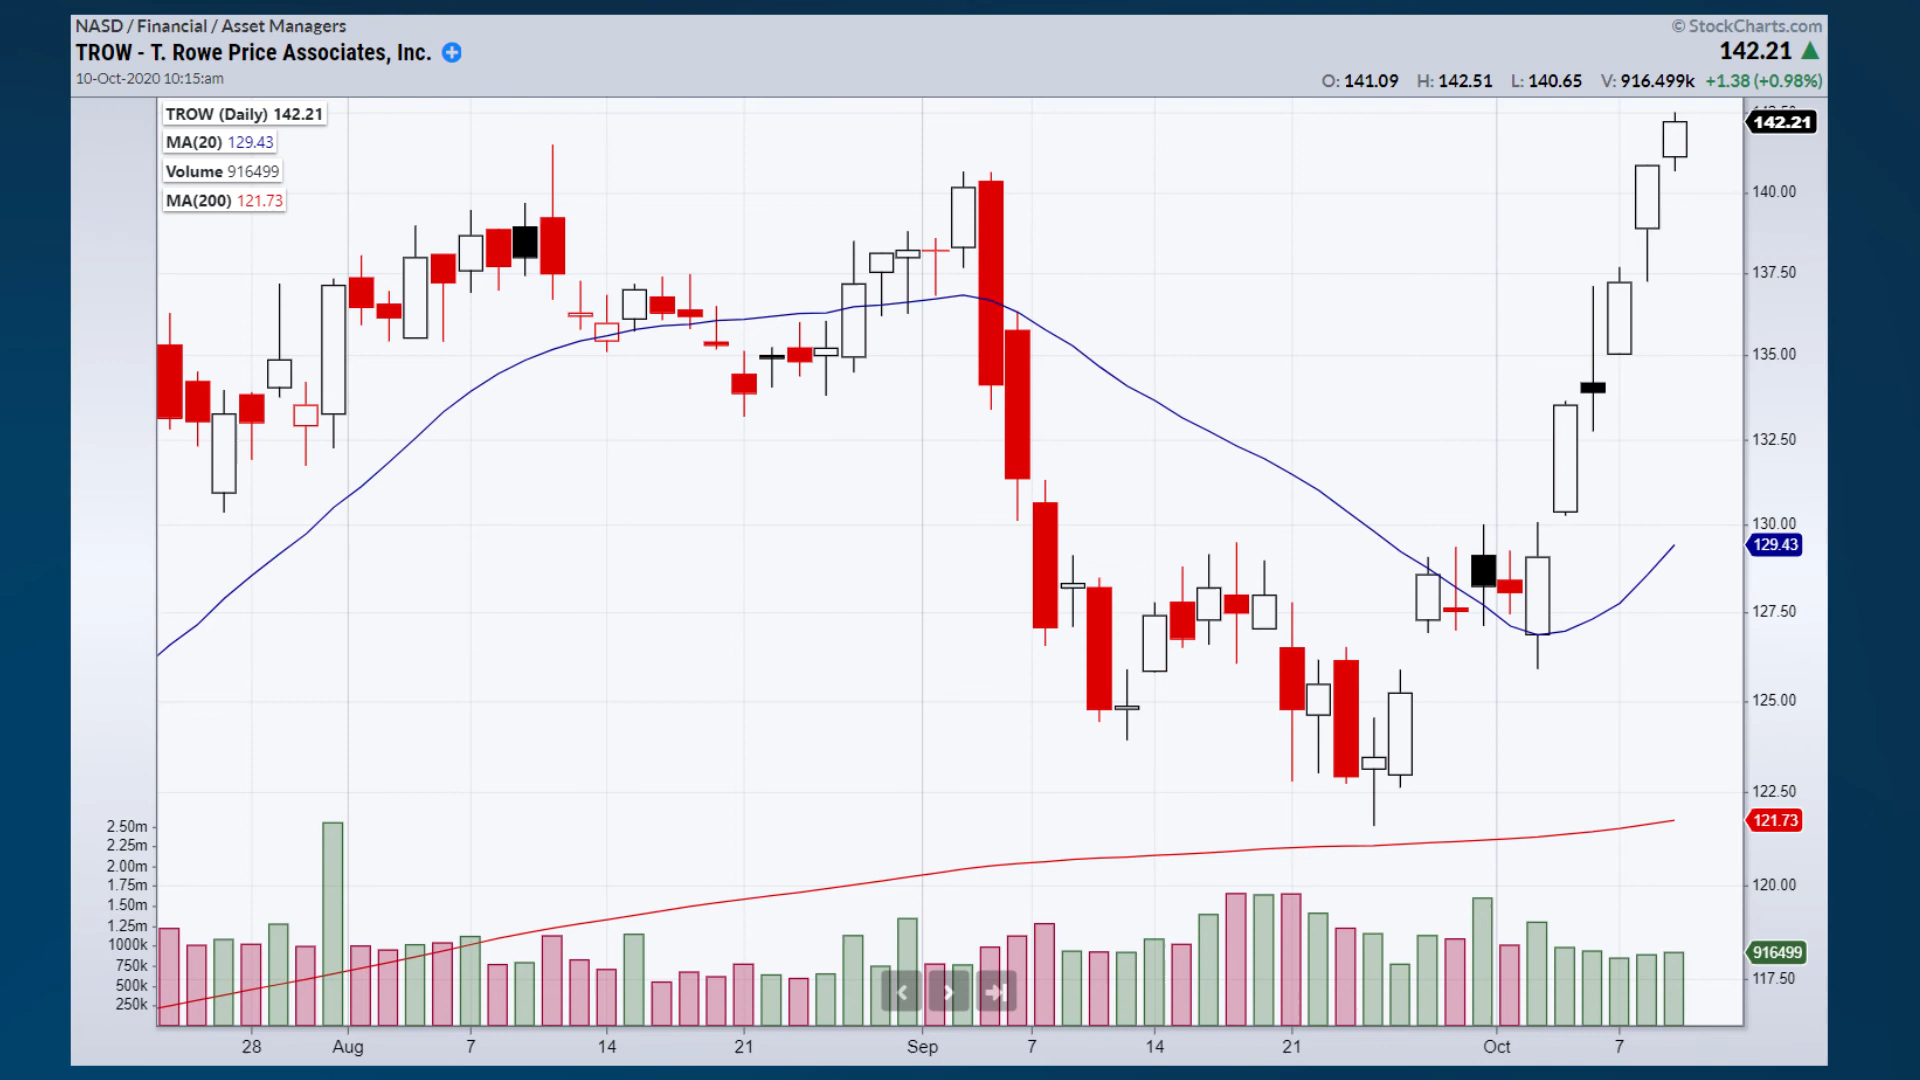 NASD / Financial / Asset Managers
© StockCharts.com
TROW - T. Rowe Price Associates, Inc.
142.21
10-Oct-2020 10:15:am
O: 141.09 H: 142.51 L: 140.65 V: 916.499k +1.38 (+0.98%)
TROW (Daily) 142.21
MA(20) 129.43
Volume 916499
MA(200) 121.73
142.21
140.00
137.50
135.00
132.50
130.00
129.43
127.50
125.00
122.50
121.73
120.00
916499
117.50
2.50m
2.25m
2.00m
1.75m
1.50m
1.25m
1000k
750k
500k
250k
28 Aug 7 14 21 Sep 7 14 21 Oct 7